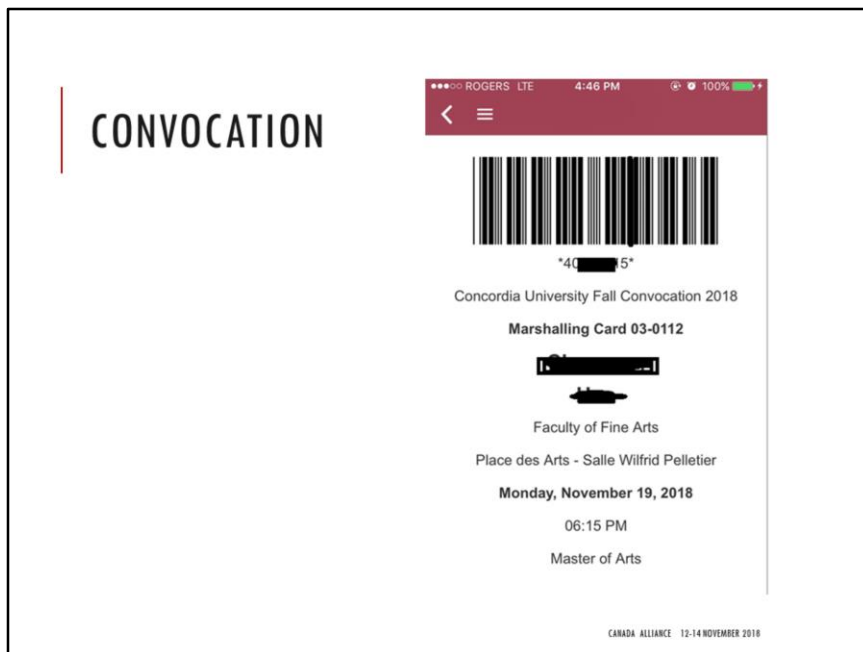 CONVOCATION
ROGERS LTE 4:46 PM 100%
Concordia University Fall Convocation 2018
Marshalling Card 03-0112
Faculty of Fine Arts
Place des Arts - Salle Wilfrid Pelletier
Monday, November 19, 2018
06:15 PM
Master of Arts
CANADA ALLIANCE 12-14 NOVEMBER 2018